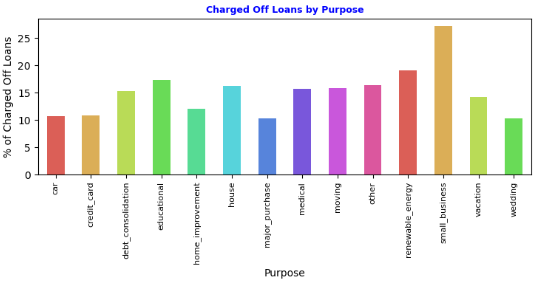 Charged Off Loans by Purpose
% of Charged Off Loans
25
20
15
10
5
0
car
credit_card
debt_consolidation
educational
home_improvement
house
major_purchase
medical
moving
other
renewable_energy
small_business
vacation
wedding
Purpose